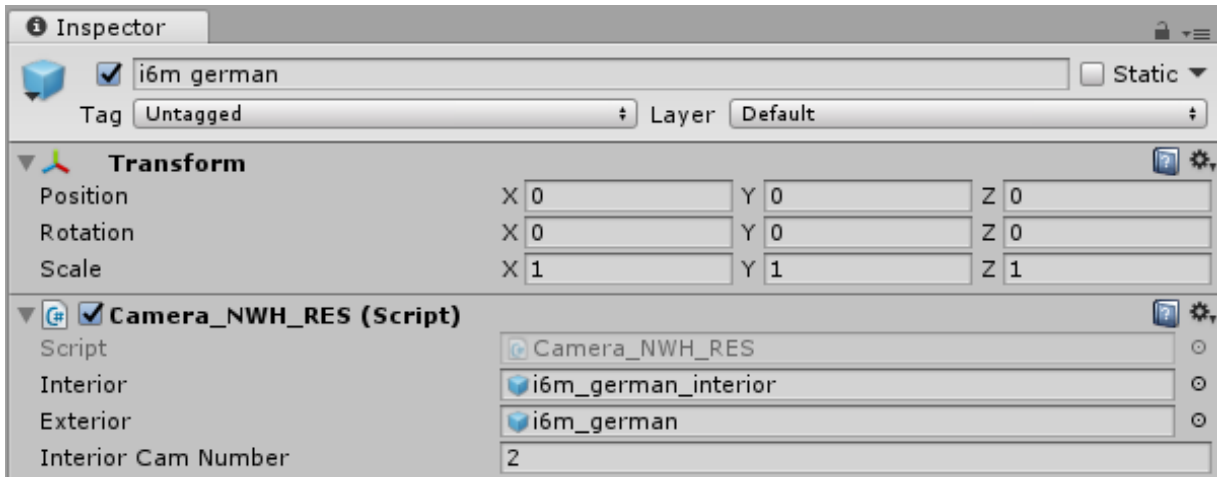 Inspector
i6m german Static
Tag Untagged Layer Default
Transform
Position X 0 Y 0 Z 0
Rotation X 0 Y 0 Z 0
Scale X 1 Y 1 Z 1
Camera_NWH_RES (Script)
Script Camera_NWH_RES
Interior i6m_german_interior
Exterior i6m_german
Interior Cam Number 2